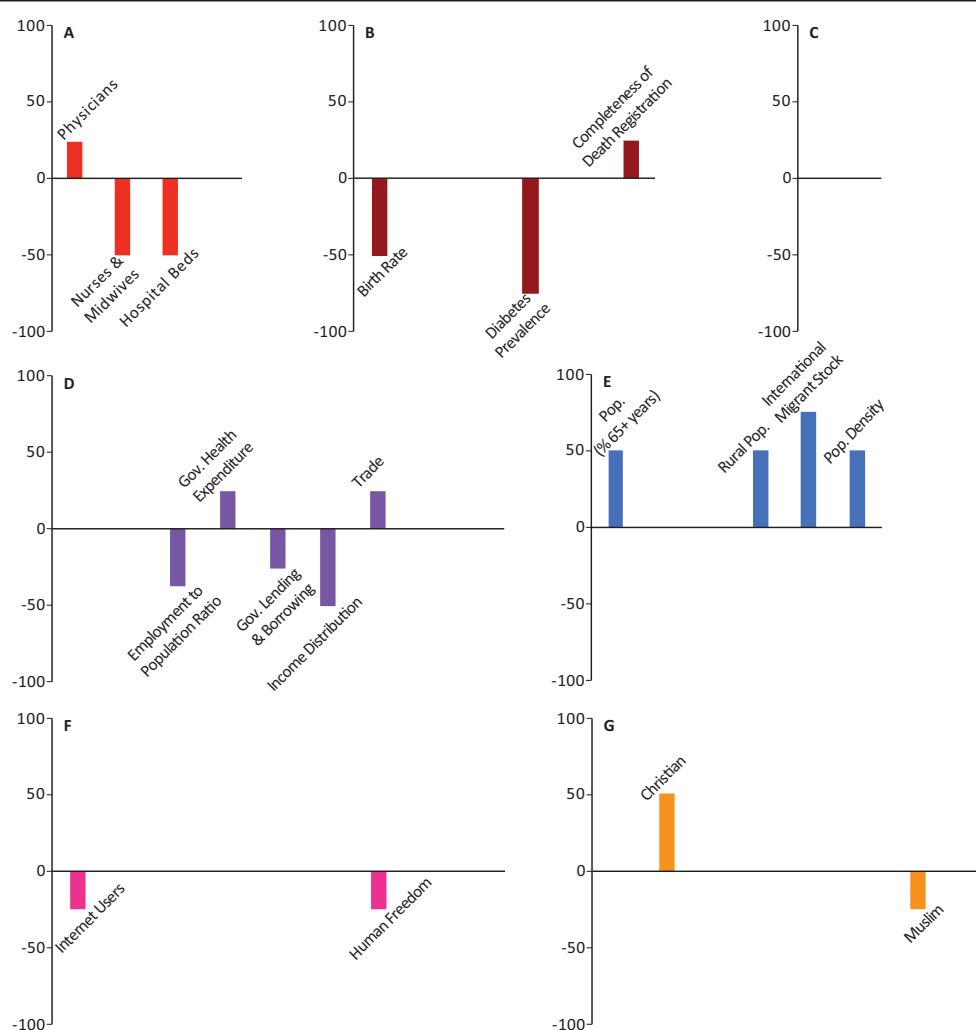 A
100
50
0
-50
-100
Physicians
Nurses &
Midwives
Hospital Beds
B
100
50
0
-50
-100
Birth Rate
Diabetes
Prevalence
Completeness of
Death Registration
C
100
50
0
-50
-100
D
100
50
0
-50
-100
Employment to
Population Ratio
Gov. Health
Expenditure
Gov. Lending
& Borrowing
Income Distribution
Trade
E
100
50
0
-50
-100
Pop.
(% 65+ years)
Rural Pop.
International
Migrant Stock
Pop. Density
F
100
50
0
-50
-100
Internet Users
Human Freedom
G
100
50
0
-50
-100
Christian
Muslim